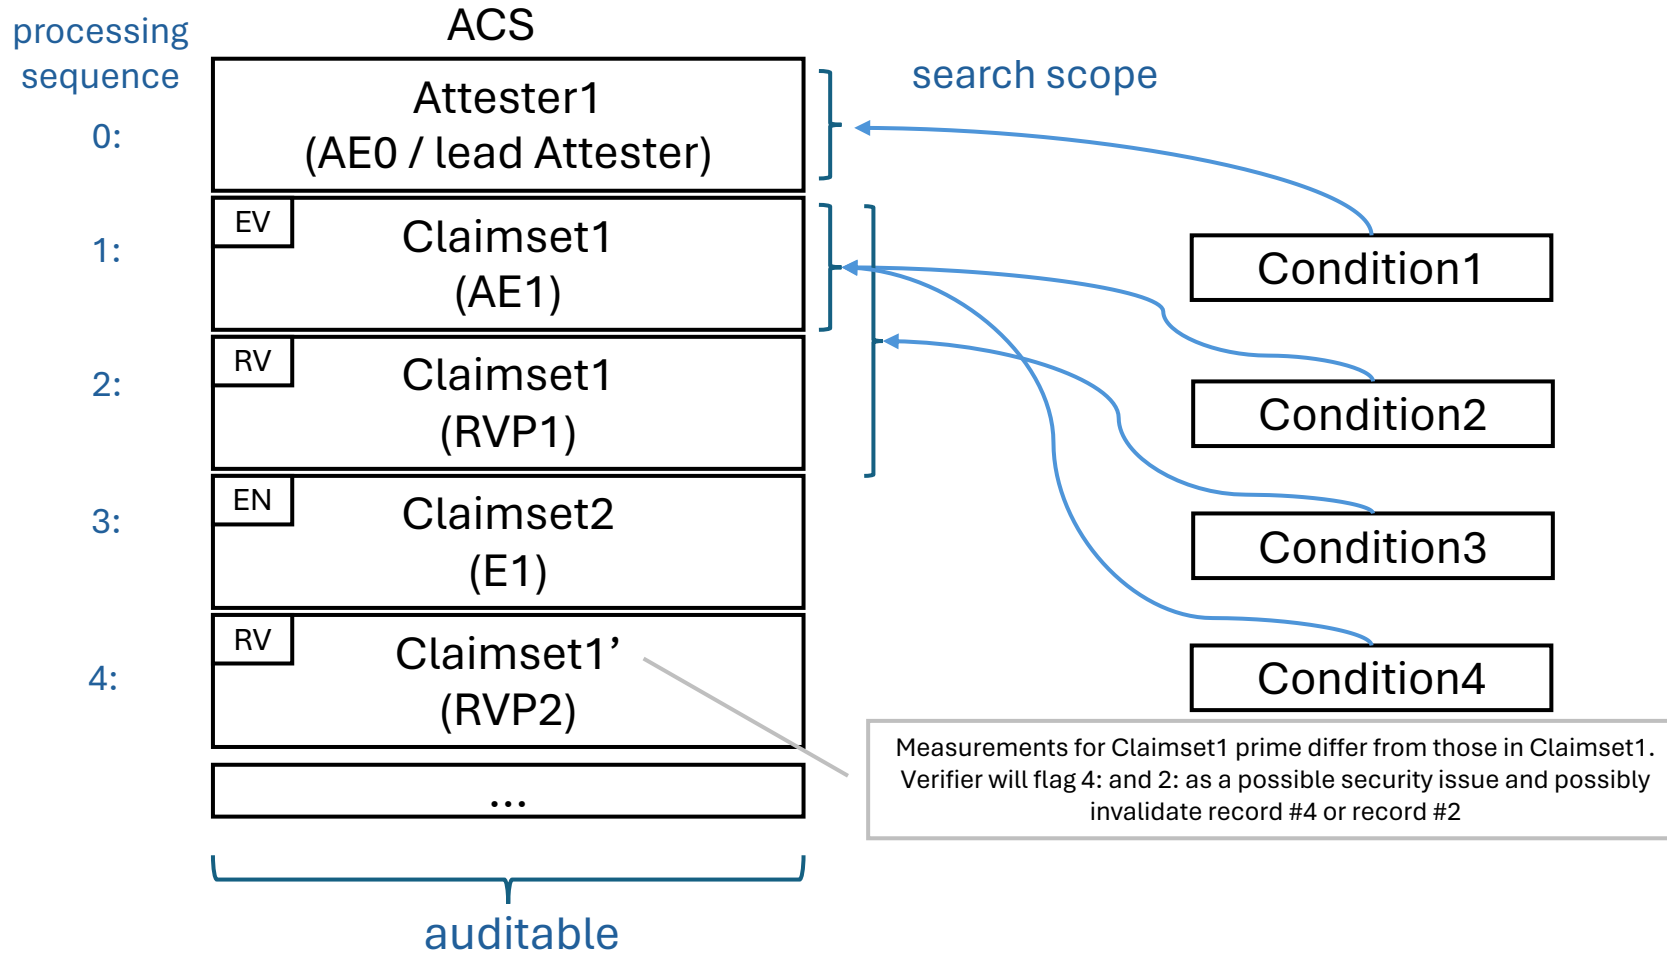 processing
sequence
ACS
search scope
0:
Attester1
(AE0 / lead Attester)
1:
EV
Claimset1
(AE1)
2:
RV
Claimset1
(RVP1)
3:
EN
Claimset2
(E1)
4:
RV
Claimset1’
(RVP2)
...
auditable
Condition1
Condition2
Condition3
Condition4
Measurements for Claimset1 prime differ from those in Claimset1.
Verifier will flag 4: and 2: as a possible security issue and possibly
invalidate record #4 or record #2